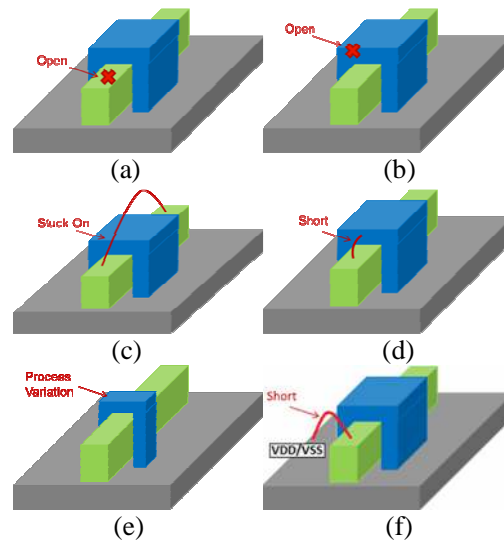 Open
Open
(a)
(b)
Stuck On
Short
(c)
(d)
Process
Variation
Short
VDD/VSS
(e)
(f)